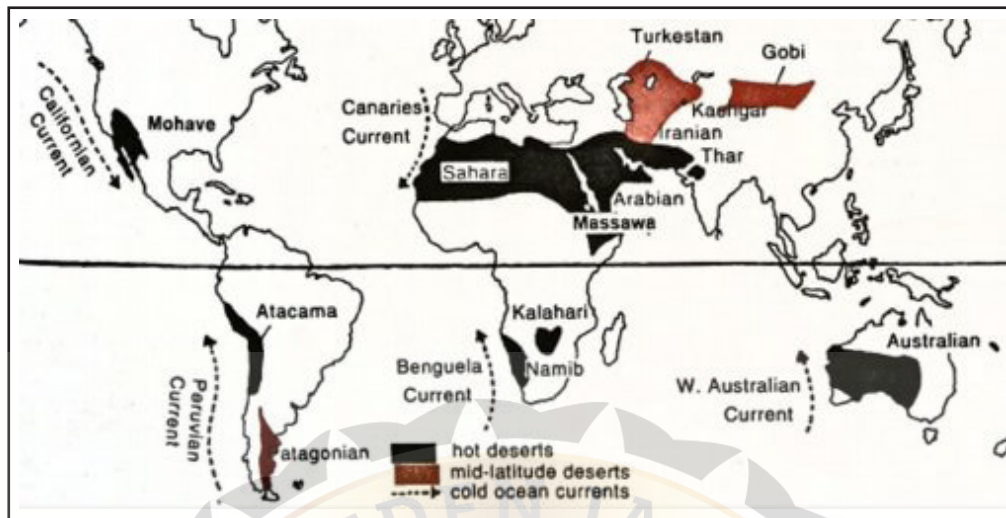 Turkestan
Gobi
Kashgar
Iranian
Thar
Canaries
Current
Californian
Current
Mohave
Sahara
Arabian
Massawa
Atacama
Kalahari
Namib
Benguela
Current
Peruvian
Current
Australian
W. Australian
Current
atagonian
hot deserts
mid-latitude deserts
cold ocean currents